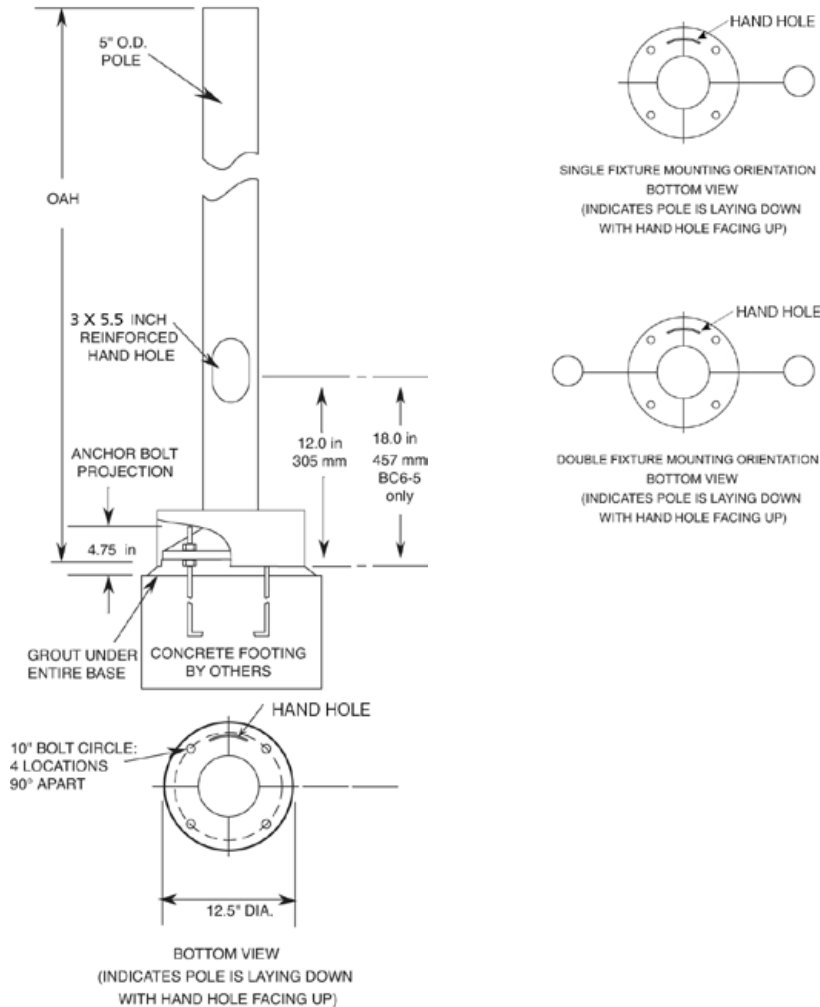 5" O.D.
POLE
OAH
3 X 5.5 INCH
REINFORCED
HAND HOLE
12.0 in
305 mm
18.0 in
457 mm
BC6-5
only
ANCHOR BOLT
PROJECTION
4.75 in
GROUT UNDER
ENTIRE BASE
CONCRETE FOOTING
BY OTHERS
HAND HOLE
10" BOLT CIRCLE:
4 LOCATIONS
90° APART
12.5" DIA.
BOTTOM VIEW
(INDICATES POLE IS LAYING DOWN
WITH HAND HOLE FACING UP)
HAND HOLE
SINGLE FIXTURE MOUNTING ORIENTATION
BOTTOM VIEW
(INDICATES POLE IS LAYING DOWN
WITH HAND HOLE FACING UP)
HAND HOLE
DOUBLE FIXTURE MOUNTING ORIENTATION
BOTTOM VIEW
(INDICATES POLE IS LAYING DOWN
WITH HAND HOLE FACING UP)